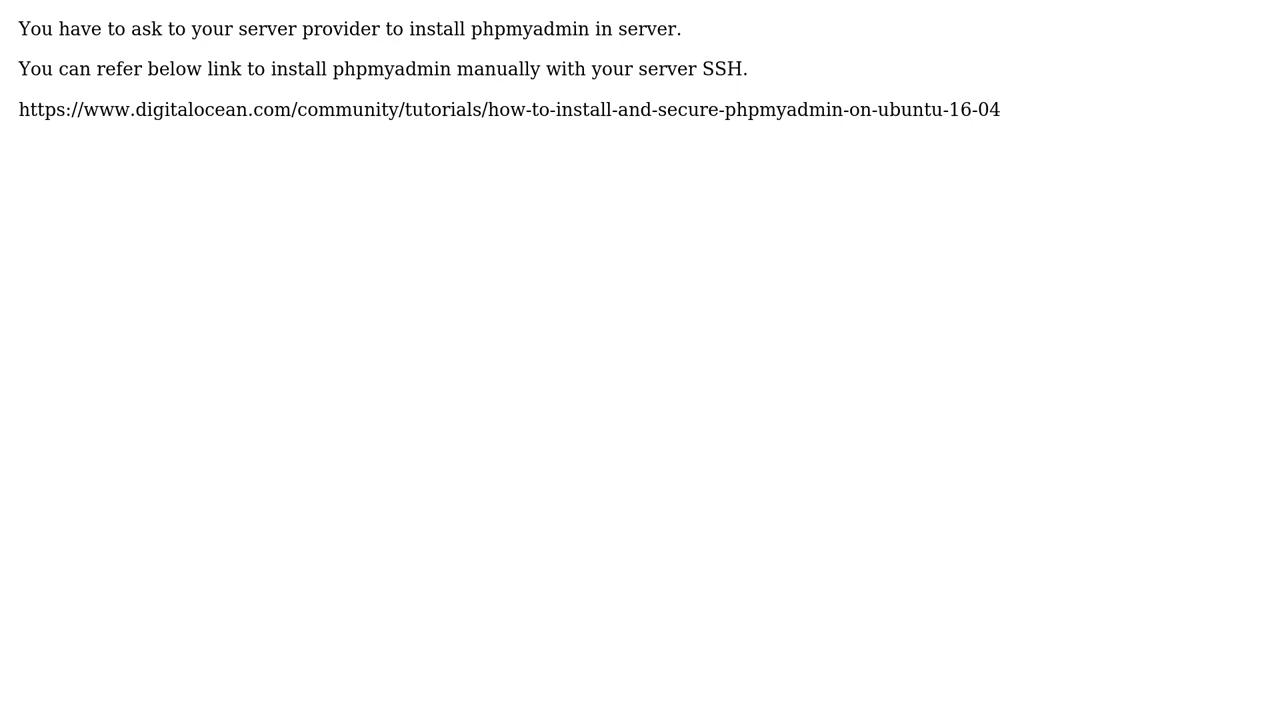 You have to ask to your server provider to install phpmyadmin in server.
You can refer below link to install phpmyadmin manually with your server SSH.
https://www.digitalocean.com/community/tutorials/how-to-install-and-secure-phpmyadmin-on-ubuntu-16-04